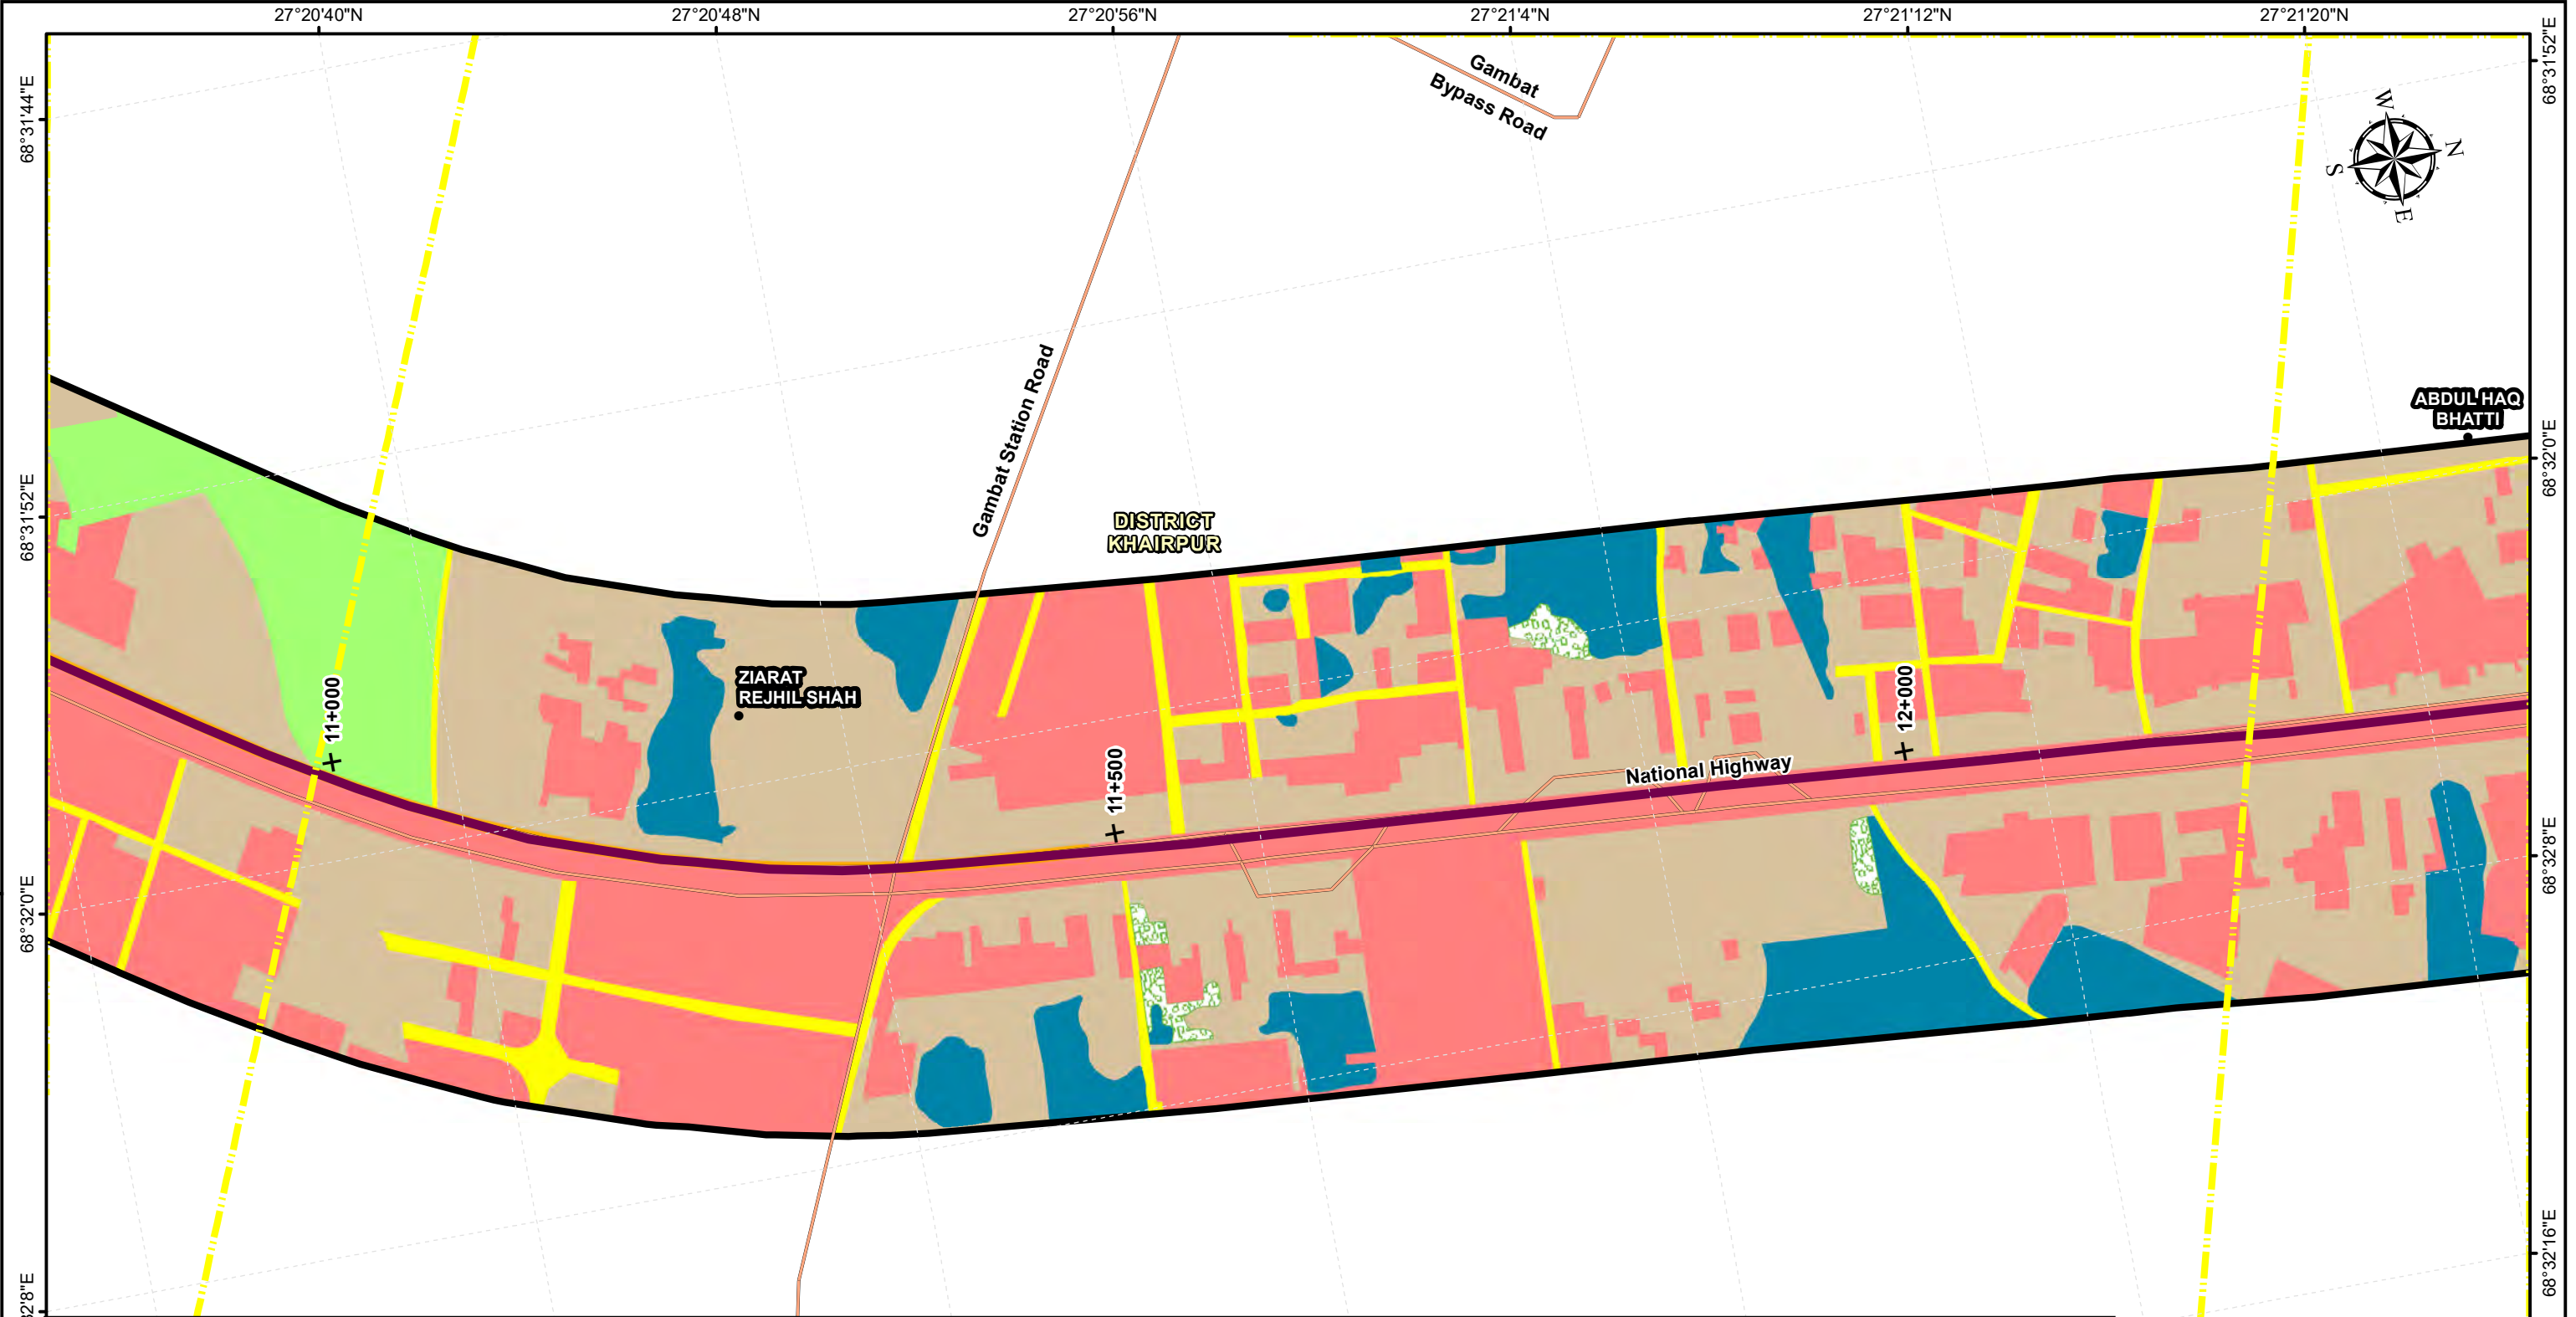 27°20'40"N
27°20'48"N
27°20'56"N
27°21'4"N
27°21'12"N
27°21'20"N
68°31'44"E
68°31'52"E
68°32'0"E
32'8"E
68°31'52"E
68°32'0"E
68°32'8"E
68°32'16"E
Gambat
Bypass Road
W
N
S
E
Gambat Station Road
ABDUL HAQ
BHATTI
DISTRICT
KHAIRPUR
ZIARAT
REJHIL SHAH
11+000
11+500
12+000
National Highway